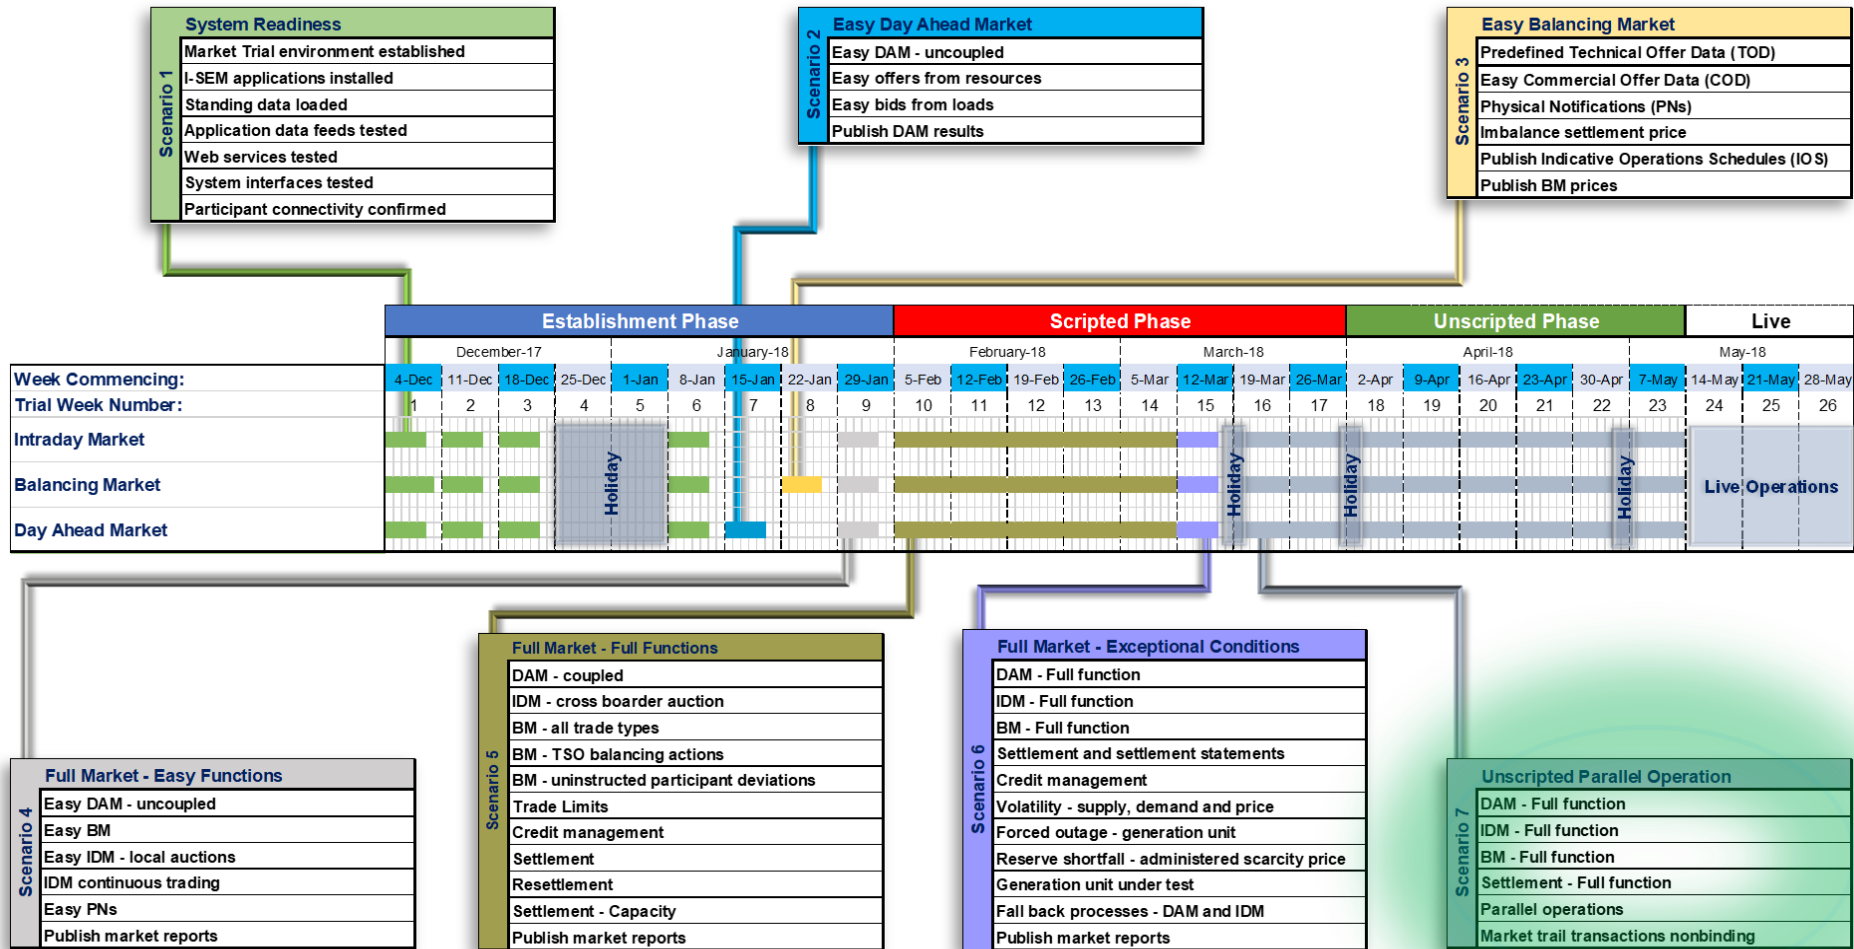 Scenario 1
System Readiness
Market Trial environment established
I-SEM applications installed
Standing data loaded
Application data feeds tested
Web services tested
System interfaces tested
Participant connectivity confirmed
Scenario 2
Easy Day Ahead Market
Easy DAM - uncoupled
Easy offers from resources
Easy bids from loads
Publish DAM results
Scenario 3
Easy Balancing Market
Predefined Technical Offer Data (TOD)
Easy Commercial Offer Data (COD)
Physical Notifications (PNs)
Imbalance settlement price
Publish Indicative Operations Schedules (IOS)
Publish BM prices
Establishment Phase Scripted Phase Unscripted Phase Live
December-17 January-18 February-18 March-18 April-18 May-18
Week Commencing: 4-Dec 11-Dec 18-Dec 25-Dec 1-Jan 8-Jan 15-Jan 22-Jan 29-Jan 5-Feb 12-Feb 19-Feb 26-Feb 5-Mar 12-Mar 19-Mar 26-Mar 2-Apr 9-Apr 16-Apr 23-Apr 30-Apr 7-May 14-May 21-May 28-May
Trial Week Number: 1 2 3 4 5 6 7 8 9 10 11 12 13 14 15 16 17 18 19 20 21 22 23 24 25 26
Intraday Market
Balancing Market
Day Ahead Market
Holiday
Holiday
Holiday
Holiday
Live Operations
Scenario 4
Full Market - Easy Functions
Easy DAM - uncoupled
Easy BM
Easy IDM - local auctions
IDM continuous trading
Easy PNs
Publish market reports
Scenario 5
Full Market - Full Functions
DAM - coupled
IDM - cross boarder auction
BM - all trade types
BM - TSO balancing actions
BM - uninstructed participant deviations
Trade Limits
Credit management
Settlement
Resettlement
Settlement - Capacity
Publish market reports
Scenario 6
Full Market - Exceptional Conditions
DAM - Full function
IDM - Full function
BM - Full function
Settlement and settlement statements
Credit management
Volatility - supply, demand and price
Forced outage - generation unit
Reserve shortfall - administered scarcity price
Generation unit under test
Fall back processes - DAM and IDM
Publish market reports
Scenario 7
Unscripted Parallel Operation
DAM - Full function
IDM - Full function
BM - Full function
Settlement - Full function
Parallel operations
Market trail transactions nonbinding